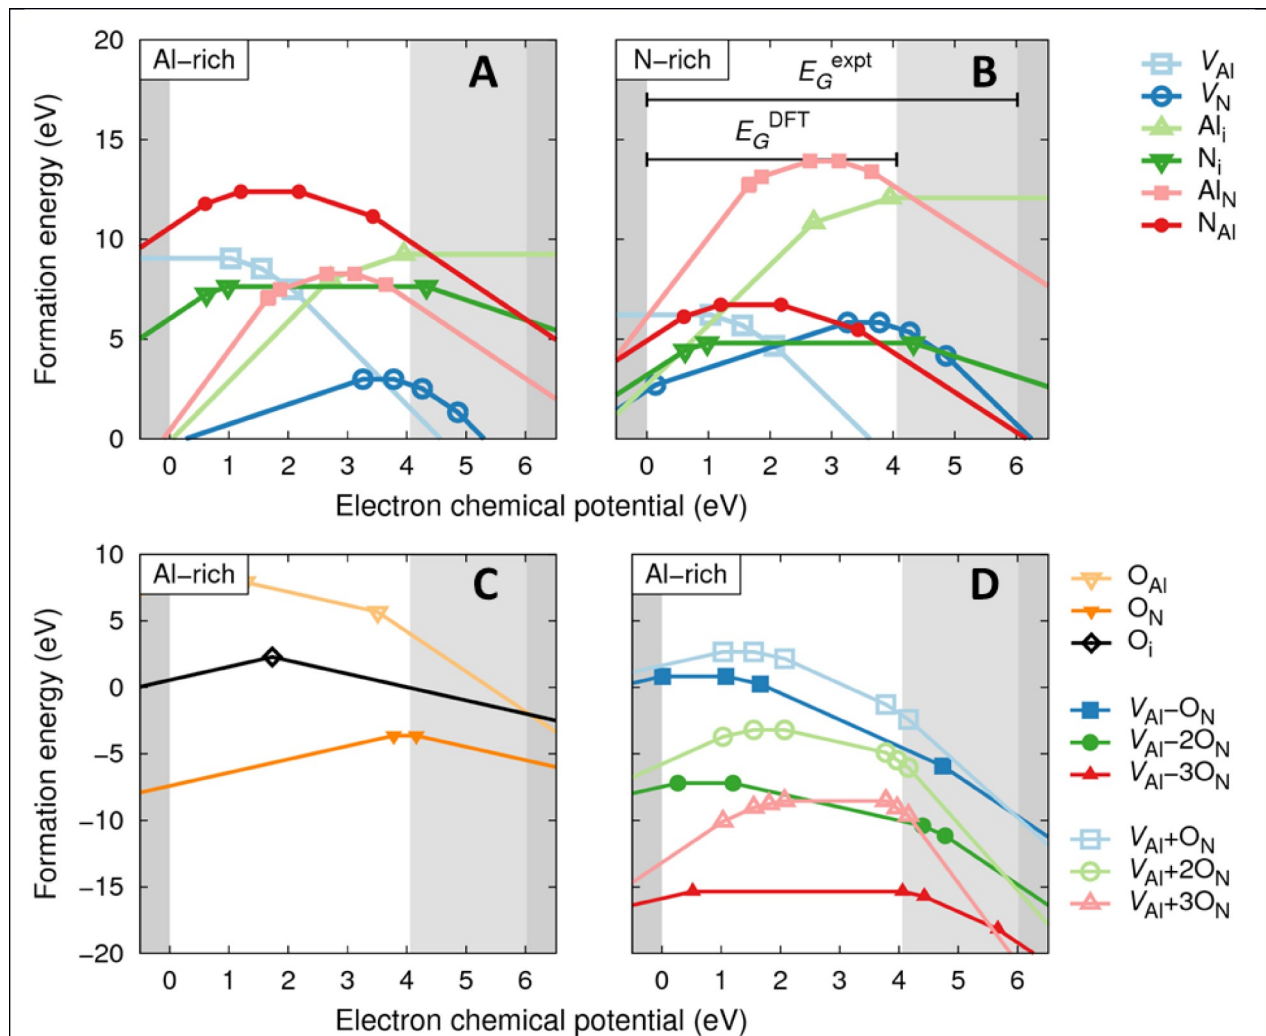 Al−rich
A
20
15
10
5
0
Formation energy (eV)
0 1 2 3 4 5 6
N−rich
B
E_G^expt
E_G^DFT
0 1 2 3 4 5 6
Electron chemical potential (eV)
V_Al
V_N
Al_i
N_i
Al_N
N_Al
Al−rich
C
10
5
0
−5
−10
−15
−20
Formation energy (eV)
0 1 2 3 4 5 6
Al−rich
D
0 1 2 3 4 5 6
Electron chemical potential (eV)
O_Al
O_N
O_i
V_Al−O_N
V_Al−2O_N
V_Al−3O_N
V_Al+O_N
V_Al+2O_N
V_Al+3O_N